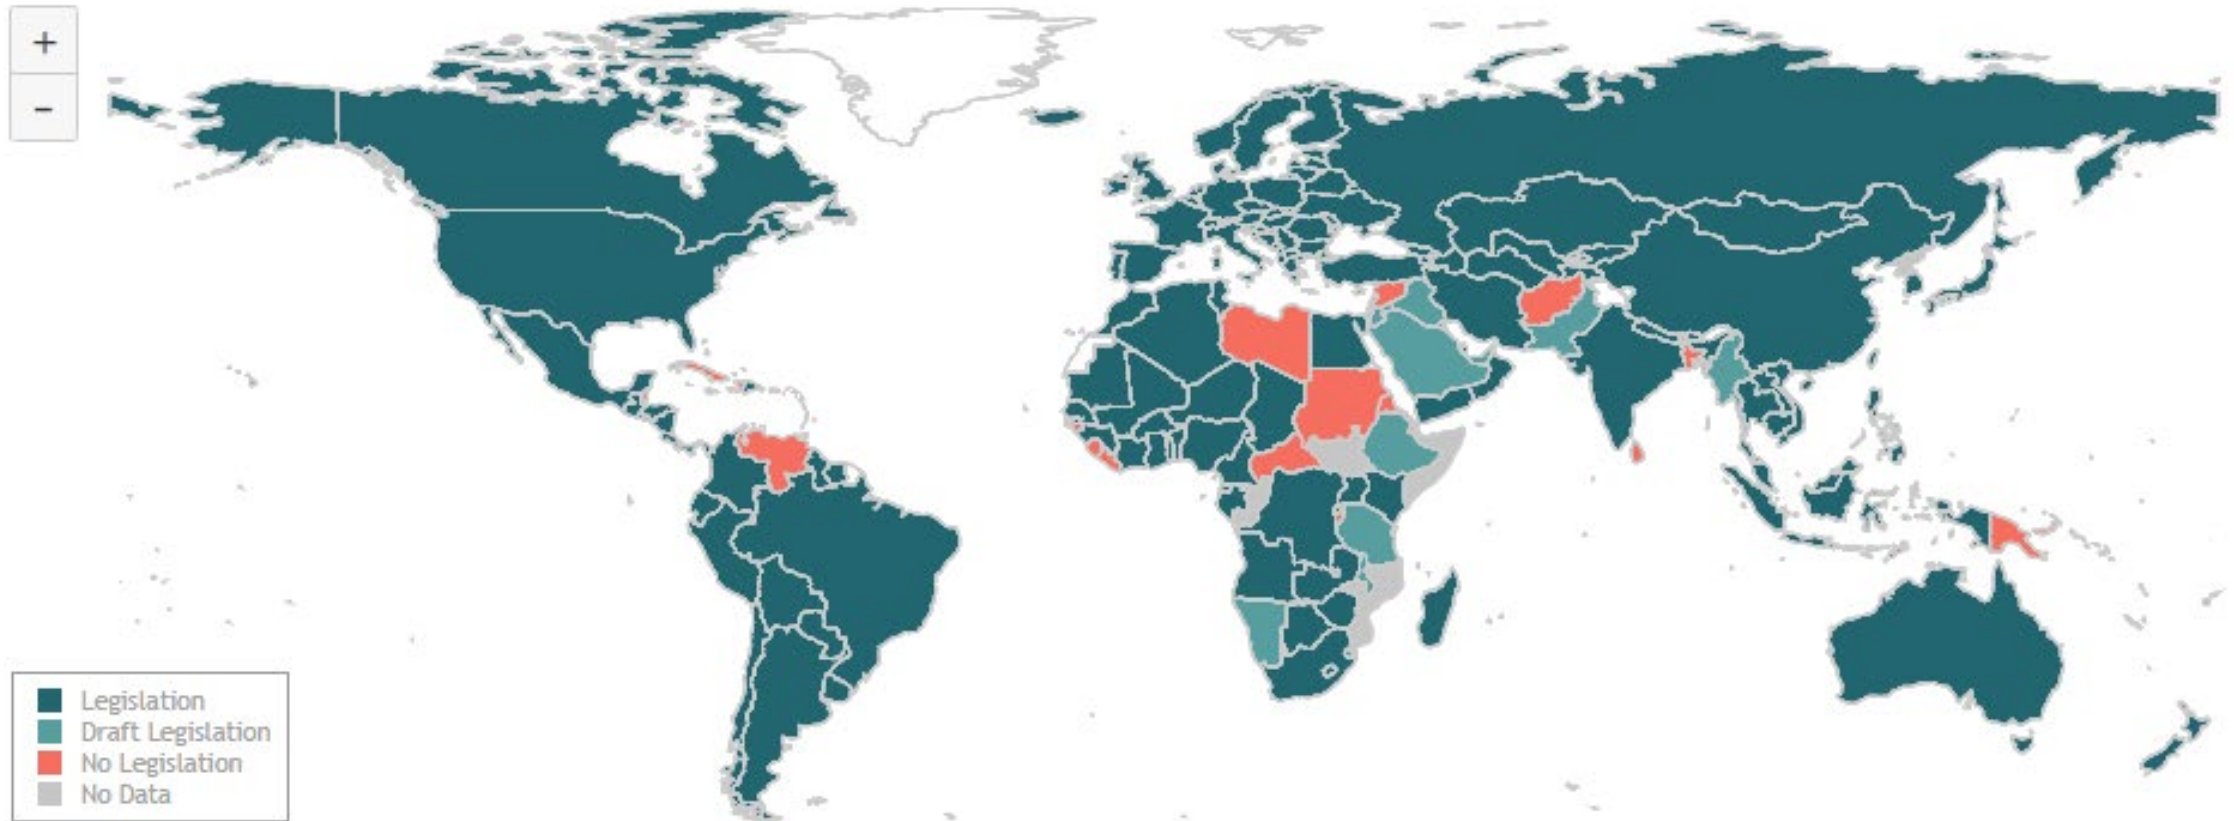 +
−
Legislation
Draft Legislation
No Legislation
No Data